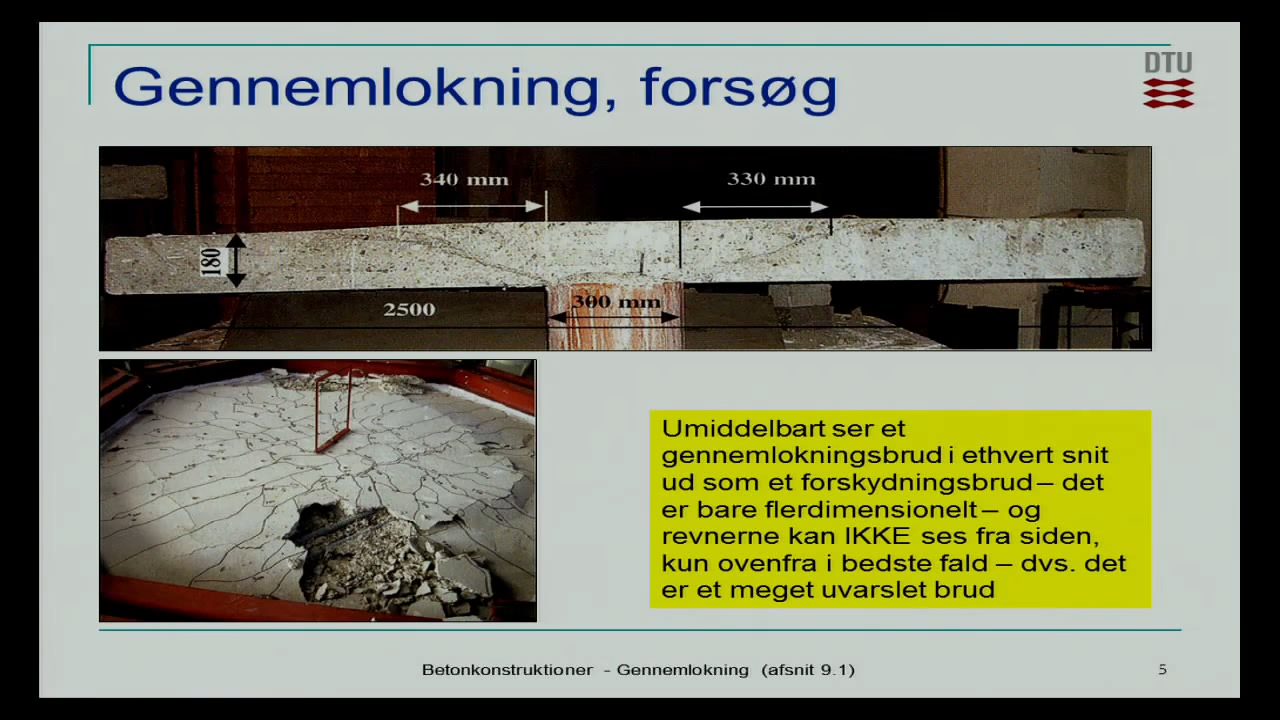 Gennemlokning, forsøg
DTU
340 mm
330 mm
180
300 mm
2500
Umiddelbart ser et
gennemlokningsbrud i ethvert snit
ud som et forskydningsbrud – det
er bare flerdimensionelt – og
revnerne kan IKKE ses fra siden,
kun ovenfra i bedste fald – dvs. det
er et meget uvarslet brud
Betonkonstruktioner - Gennemlokning (afsnit 9.1)
5